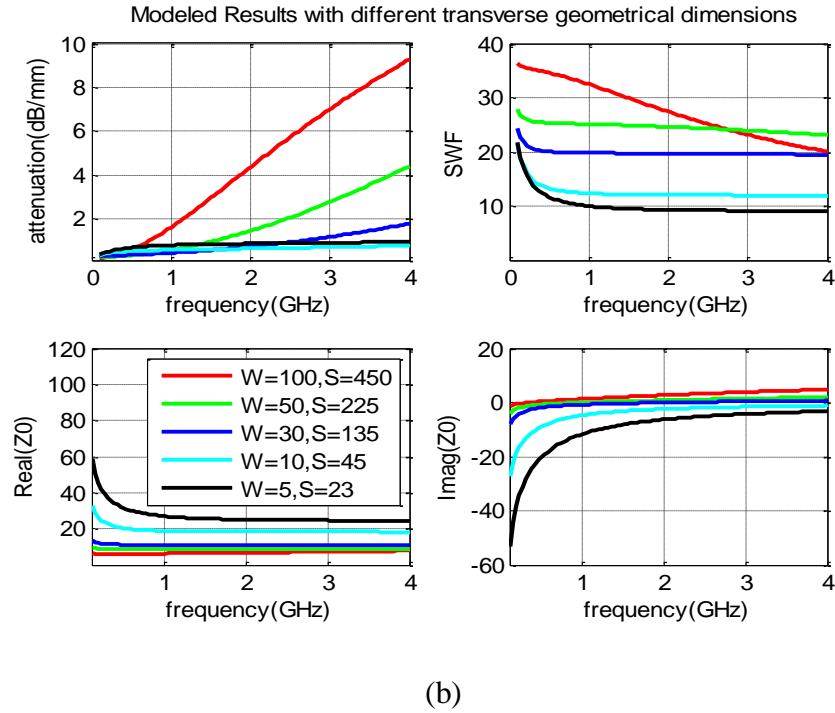 Modeled Results with different transverse geometrical dimensions
attenuation(dB/mm)
10
8
6
4
2
0
1
2
3
4
frequency(GHz)
SWF
40
30
20
10
0
1
2
3
4
frequency(GHz)
Real(Z0)
120
100
80
60
40
20
W=100,S=450
W=50,S=225
W=30,S=135
W=10,S=45
W=5,S=23
1
2
3
4
frequency(GHz)
Imag(Z0)
20
0
-20
-40
-60
1
2
3
4
frequency(GHz)
(b)